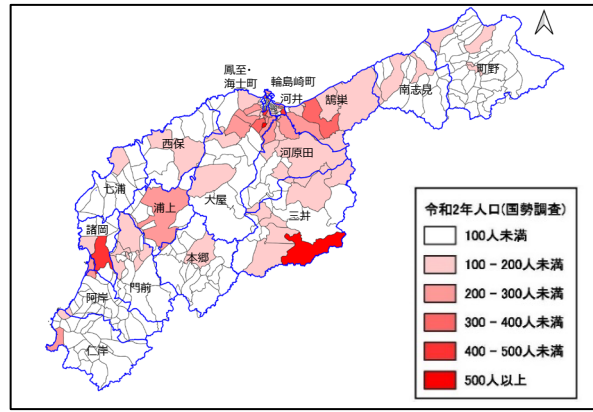 鳳至・
海士町
輪島崎町
河井
鵠巣
南志見
町野
西保
河原田
七浦
大屋
三井
浦上
諸岡
本郷
門前
阿岸
仁岸
令和2年人口(国勢調査)
100人未満
100 - 200人未満
200 - 300人未満
300 - 400人未満
400 - 500人未満
500人以上